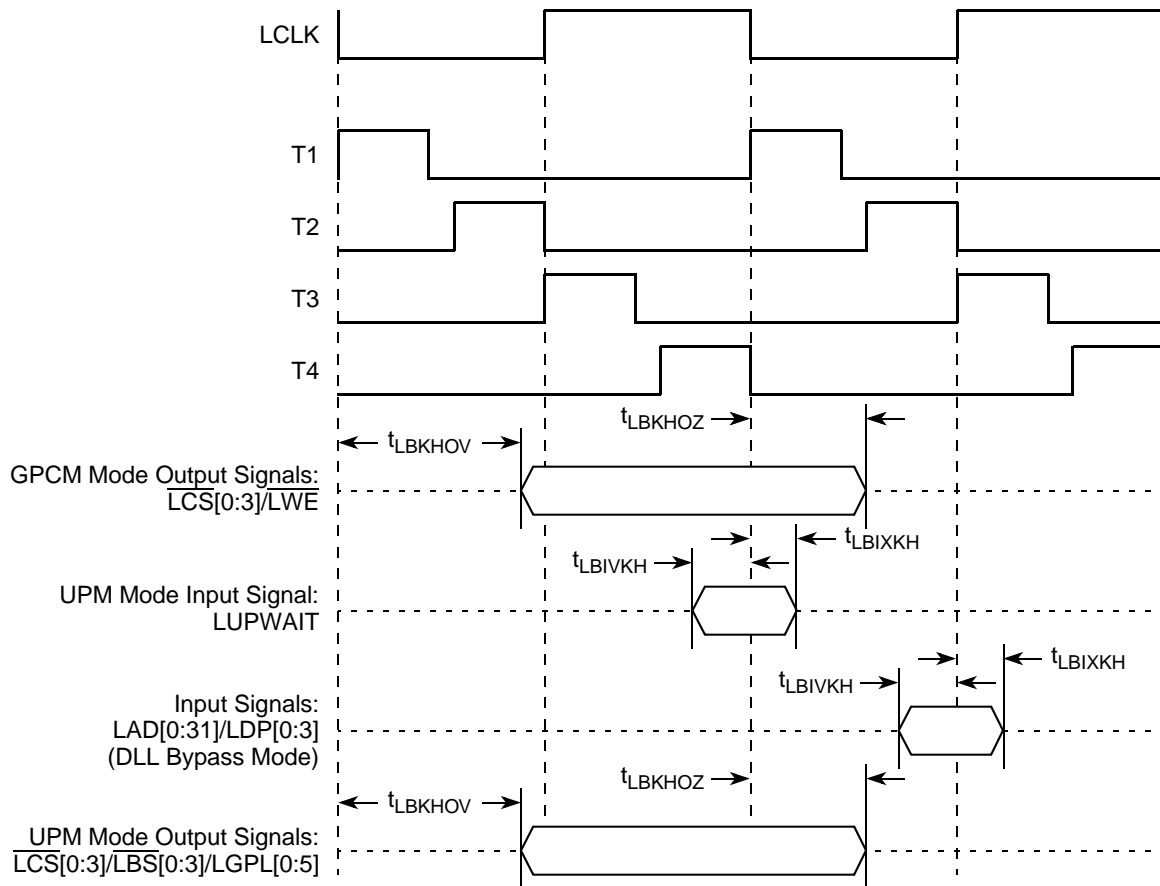 LCLK
T1
T2
T3
T4
tLBKHOZ
tLBKHOV
GPCM Mode Output Signals:
LCS[0:3]/LWE
tLBIXKH
tLBIVKH
UPM Mode Input Signal:
LUPWAIT
tLBIXKH
tLBIVKH
Input Signals:
LAD[0:31]/LDP[0:3]
(DLL Bypass Mode)
tLBKHOZ
tLBKHOV
UPM Mode Output Signals:
LCS[0:3]/LBS[0:3]/LGPL[0:5]